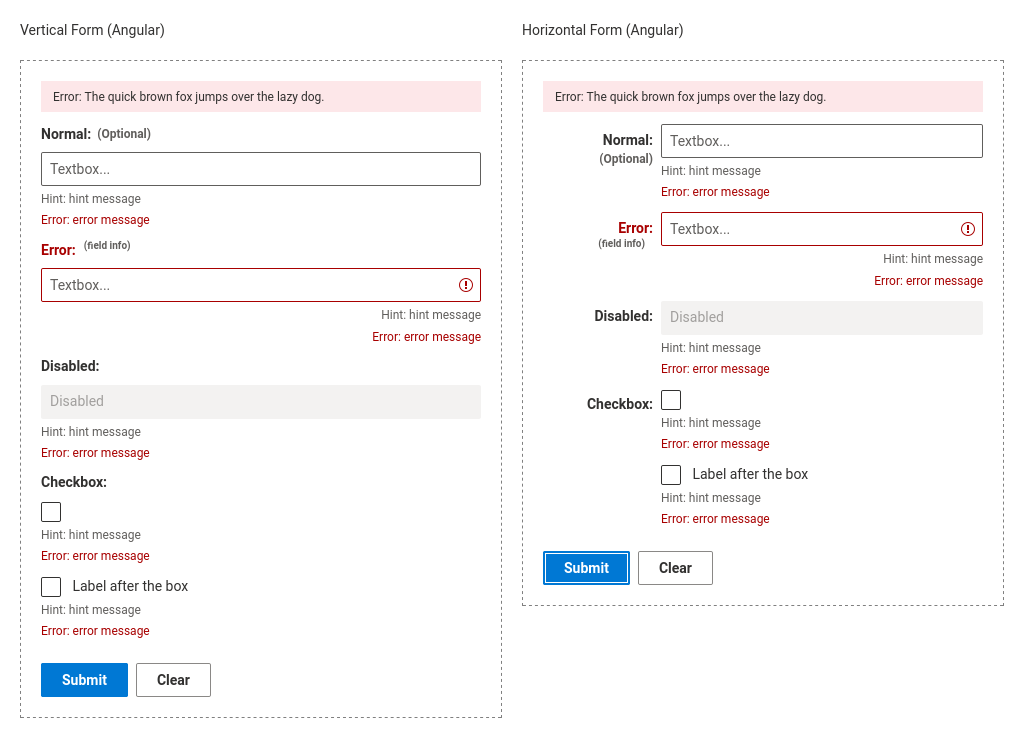 Vertical Form (Angular)
Error: The quick brown fox jumps over the lazy dog.
Normal: (Optional)
Textbox...
Hint: hint message
Error: error message
Error: (field info)
Textbox...
Hint: hint message
Error: error message
Disabled:
Disabled
Hint: hint message
Error: error message
Checkbox:
Hint: hint message
Error: error message
Label after the box
Hint: hint message
Error: error message
Submit Clear
Horizontal Form (Angular)
Error: The quick brown fox jumps over the lazy dog.
Normal: Textbox...
(Optional)
Hint: hint message
Error: error message
Error: Textbox...
(field info)
Hint: hint message
Error: error message
Disabled: Disabled
Hint: hint message
Error: error message
Checkbox:
Hint: hint message
Error: error message
Label after the box
Hint: hint message
Error: error message
Submit Clear